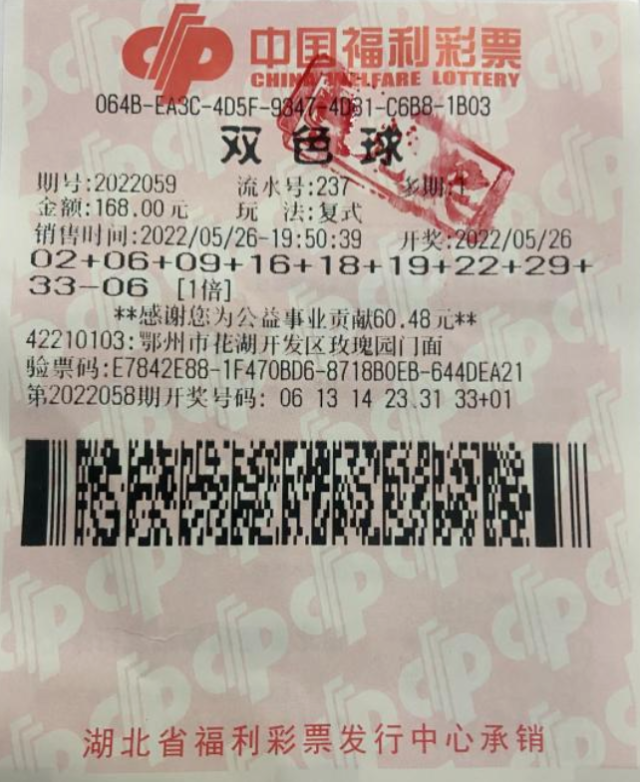 中国福利彩票
CHINA WELFARE LOTTERY
064B-EA3C-4D5F-9347-4D31-C6B8-1B03
双色球
期号:2022059 流水号:237 多期:1
金额:168.00元 玩 法:复式
销售时间:2022/05/26-19:50:39 开奖:2022/05/26
02+06+09+16+18+19+22+29+
33-06 [1倍]
**感谢您为公益事业贡献60.48元**
42210103:鄂州市花湖开发区玫瑰园门面
验票码:E7842E88-1F470BD6-8718B0EB-644DEA21
第2022058期开奖号码: 06 13 14 23 31 33+01
湖北省福利彩票发行中心承销